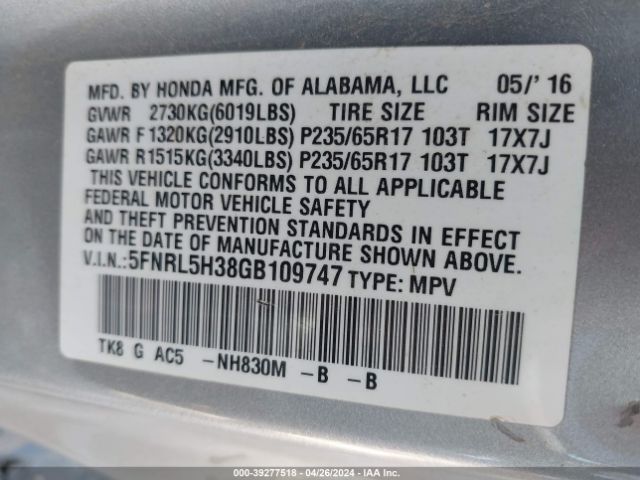 MFD. BY HONDA MFG. OF ALABAMA, LLC 05/' 16
GVWR 2730KG(6019LBS) TIRE SIZE RIM SIZE
GAWR F 1320KG(2910LBS) P235/65R17 103T 17X7J
GAWR R1515KG(3340LBS) P235/65R17 103T 17X7J
THIS VEHICLE CONFORMS TO ALL APPLICABLE
FEDERAL MOTOR VEHICLE SAFETY
AND THEFT PREVENTION STANDARDS IN EFFECT
ON THE DATE OF MANUFACTURE SHOWN ABOVE.
V.I.N.:5FNRL5H38GB109747 TYPE: MPV
TK8 G AC5 -NH830M -B -B
000-39277518 - 04/26/2024 - IAA Inc.